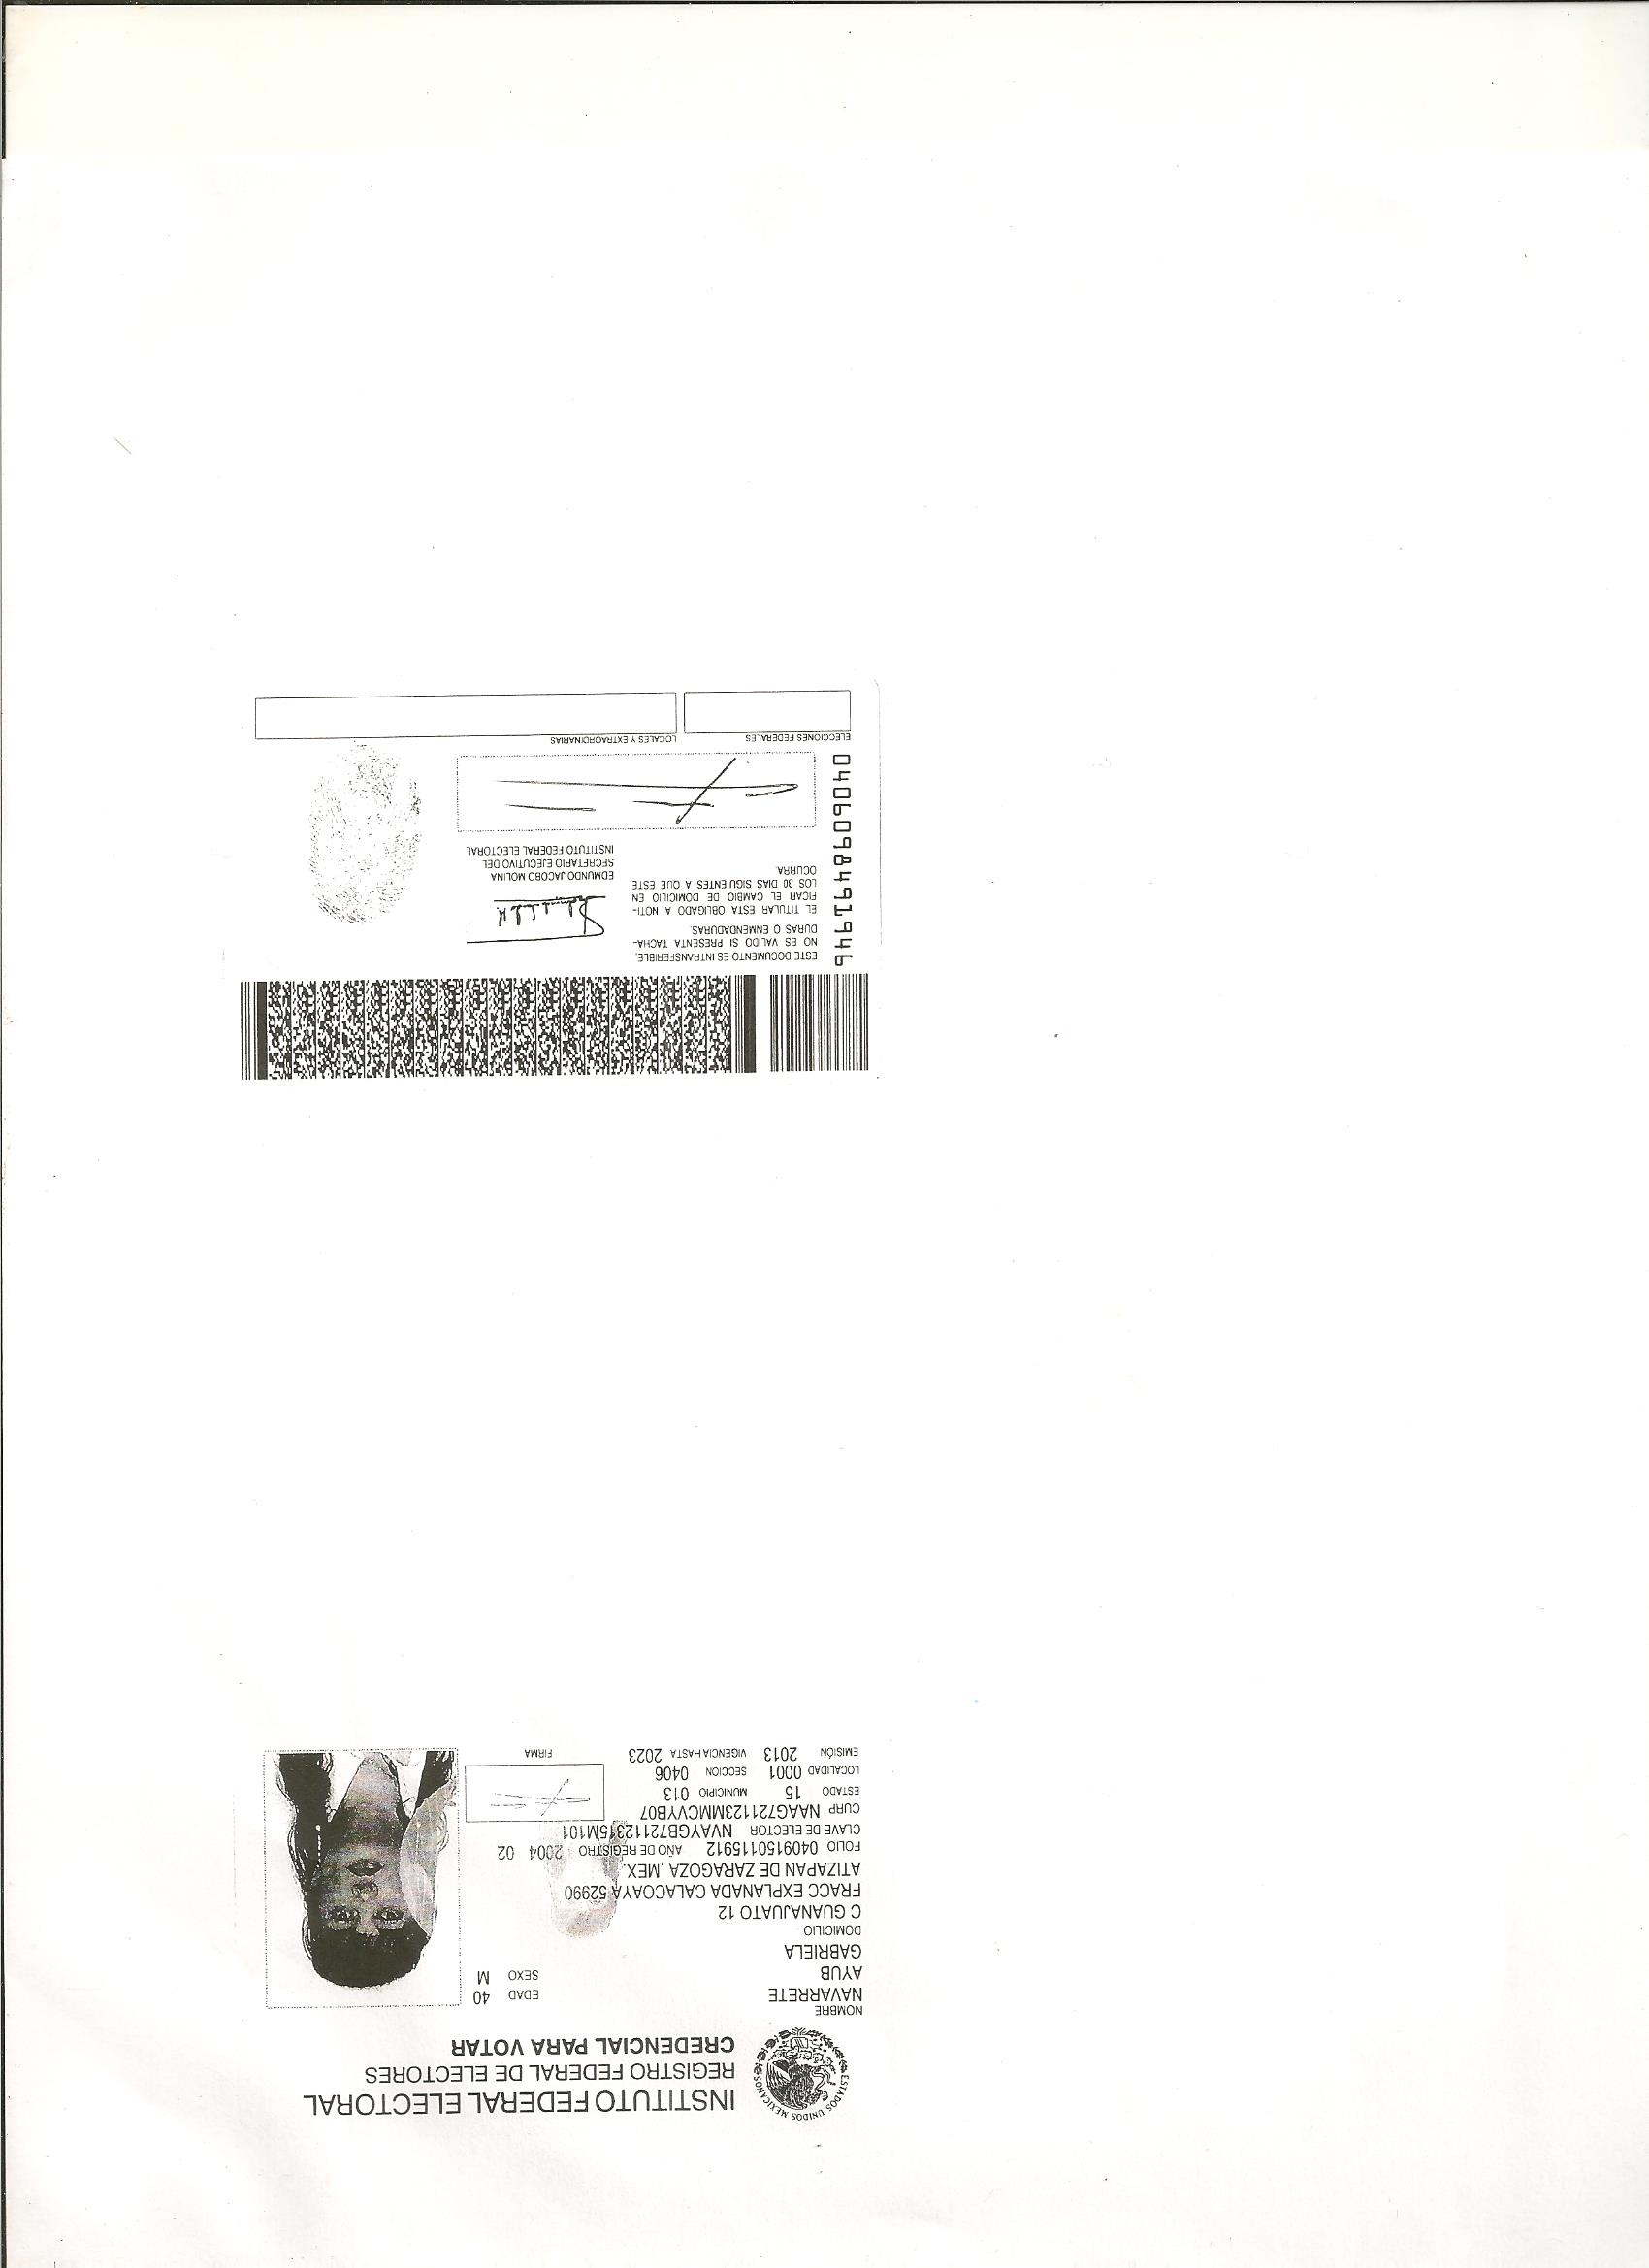 INSTITUTO FEDERAL ELECTORAL
REGISTRO FEDERAL DE ELECTORES
CREDENCIAL PARA VOTAR
ESTADOS UNIDOS MEXICANOS
NOMBRE
NAVARRETE
AYUB
GABRIELA
EDAD 40
SEXO M
DOMICILIO
C GUANAJUATO 12
FRACC EXPLANADA CALACOAYA 52990
ATIZAPAN DE ZARAGOZA ,MEX.
FOLIO 0409150115912 AÑO DE REGISTRO 2004 02
CLAVE DE ELECTOR NVAYGB72112315M101
CURP NAAG721123MMCVYB07
ESTADO 15 MUNICIPIO 013
LOCALIDAD 0001 SECCION 0406
EMISIÓN 2013 VIGENCIA HASTA 2023
FIRMA
ESTE DOCUMENTO ES INTRANSFERIBLE.
NO ES VALIDO SI PRESENTA TACHA-
DURAS O ENMENDADURAS.
EL TITULAR ESTA OBLIGADO A NOTI-
FICAR EL CAMBIO DE DOMICILIO EN
LOS 30 DIAS SIGUIENTES A QUE ESTE
OCURRA.
EDMUNDO JACOBO MOLINA
SECRETARIO EJECUTIVO DEL
INSTITUTO FEDERAL ELECTORAL
0406098491946
ELECCIONES FEDERALES
LOCALES Y EXTRAORDINARIAS